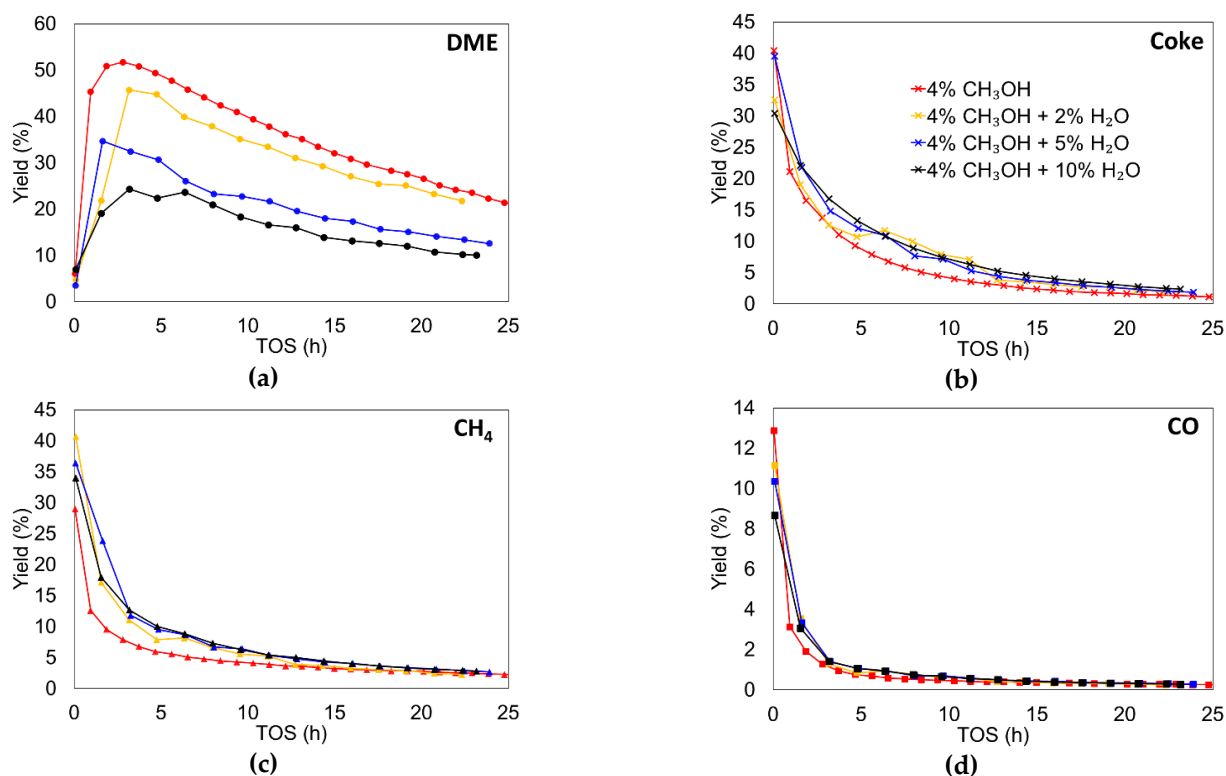 DME
Yield (%)
60
50
40
30
20
10
0
0 5 10 15 20 25
TOS (h)
(a)
Coke
Yield (%)
45
40
35
30
25
20
15
10
5
0
4% CH₃OH
4% CH₃OH + 2% H₂O
4% CH₃OH + 5% H₂O
4% CH₃OH + 10% H₂O
0 5 10 15 20 25
TOS (h)
(b)
CH₄
Yield (%)
45
40
35
30
25
20
15
10
5
0
0 5 10 15 20 25
TOS (h)
(c)
CO
Yield (%)
14
12
10
8
6
4
2
0
0 5 10 15 20 25
TOS (h)
(d)